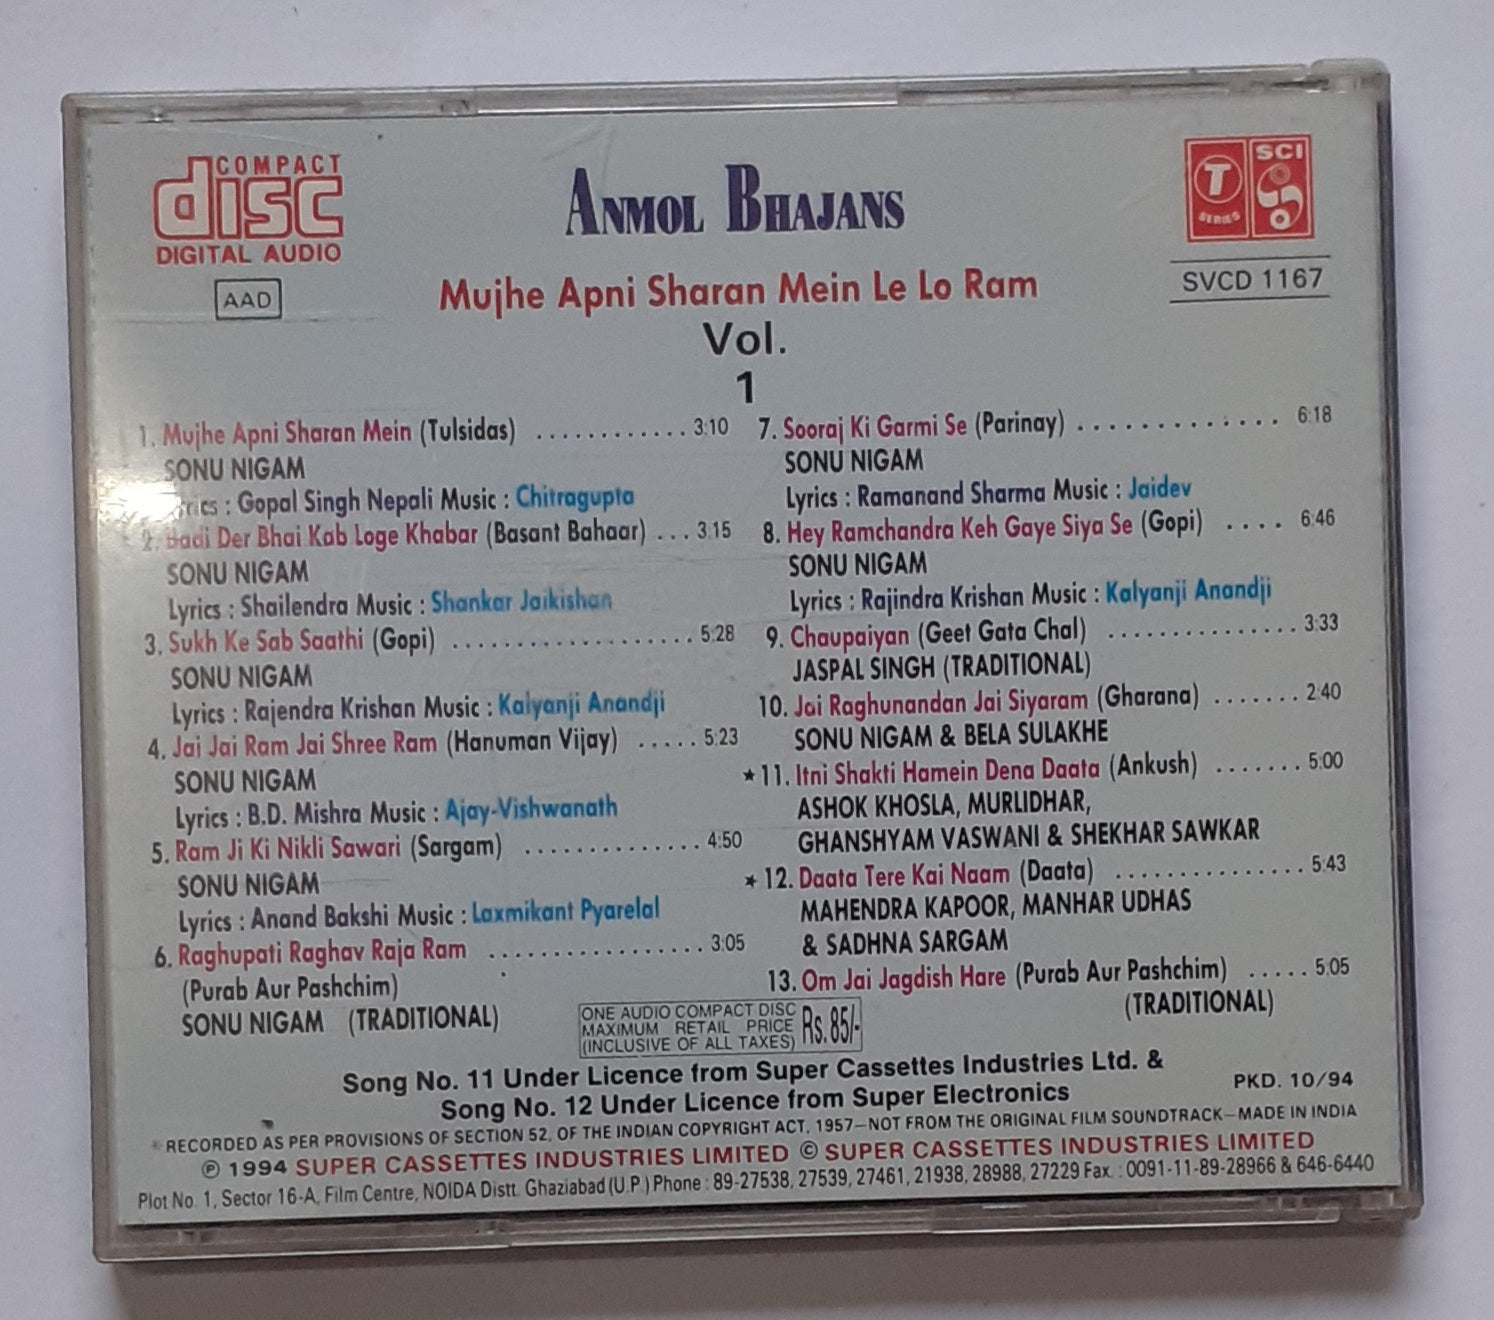 COMPACT
disc
DIGITAL AUDIO
AAD
ANMOL BHAJANS
Mujhe Apni Sharan Mein Le Lo Ram
Vol.
1
T
SERIES
SCI
SVCD 1167
1. Mujhe Apni Sharan Mein (Tulsidas) ............ 3:10
SONU NIGAM
Lyrics : Gopal Singh Nepali Music : Chitragupta
2. Badi Der Bhai Kab Loge Khabar (Basant Bahaar) ... 3:15
SONU NIGAM
Lyrics : Shailendra Music : Shankar Jaikishan
3. Sukh Ke Sab Saathi (Gopi) ................... 5:28
SONU NIGAM
Lyrics : Rajendra Krishan Music : Kalyanji Anandji
4. Jai Jai Ram Jai Shree Ram (Hanuman Vijay) ..... 5:23
SONU NIGAM
Lyrics : B.D. Mishra Music : Ajay-Vishwanath
5. Ram Ji Ki Nikli Sawari (Sargam) .............. 4:50
SONU NIGAM
Lyrics : Anand Bakshi Music : Laxmikant Pyarelal
6. Raghupati Raghav Raja Ram ................. 3:05
(Purab Aur Pashchim)
SONU NIGAM (TRADITIONAL)
7. Sooraj Ki Garmi Se (Parinay) .............. 6:18
SONU NIGAM
Lyrics : Ramanand Sharma Music : Jaidev
8. Hey Ramchandra Keh Gaye Siya Se (Gopi) .... 6:46
SONU NIGAM
Lyrics : Rajindra Krishan Music : Kalyanji Anandji
9. Chaupaiyan (Geet Gata Chal) ............... 3:33
JASPAL SINGH (TRADITIONAL)
10. Jai Raghunandan Jai Siyaram (Gharana) ....... 2:40
SONU NIGAM & BELA SULAKHE
★ 11. Itni Shakti Hamein Dena Daata (Ankush) ....... 5:00
ASHOK KHOSLA, MURLIDHAR,
GHANSHYAM VASWANI & SHEKHAR SAWKAR
★ 12. Daata Tere Kai Naam (Daata) ............... 5:43
MAHENDRA KAPOOR, MANHAR UDHAS
& SADHNA SARGAM
13. Om Jai Jagdish Hare (Purab Aur Pashchim) ..... 5:05
(TRADITIONAL)
ONE AUDIO COMPACT DISC
MAXIMUM RETAIL PRICE
(INCLUSIVE OF ALL TAXES) Rs. 85/-
Song No. 11 Under Licence from Super Cassettes Industries Ltd. &
Song No. 12 Under Licence from Super Electronics
PKD. 10/94
RECORDED AS PER PROVISIONS OF SECTION 52, OF THE INDIAN COPYRIGHT ACT, 1957–NOT FROM THE ORIGINAL FILM SOUNDTRACK–MADE IN INDIA
℗ 1994 SUPER CASSETTES INDUSTRIES LIMITED © SUPER CASSETTES INDUSTRIES LIMITED
Plot No. 1, Sector 16-A, Film Centre, NOIDA Distt. Ghaziabad (U.P.) Phone : 89-27538, 27539, 27461, 21938, 28988, 27229 Fax. : 0091-11-89-28966 & 646-6440